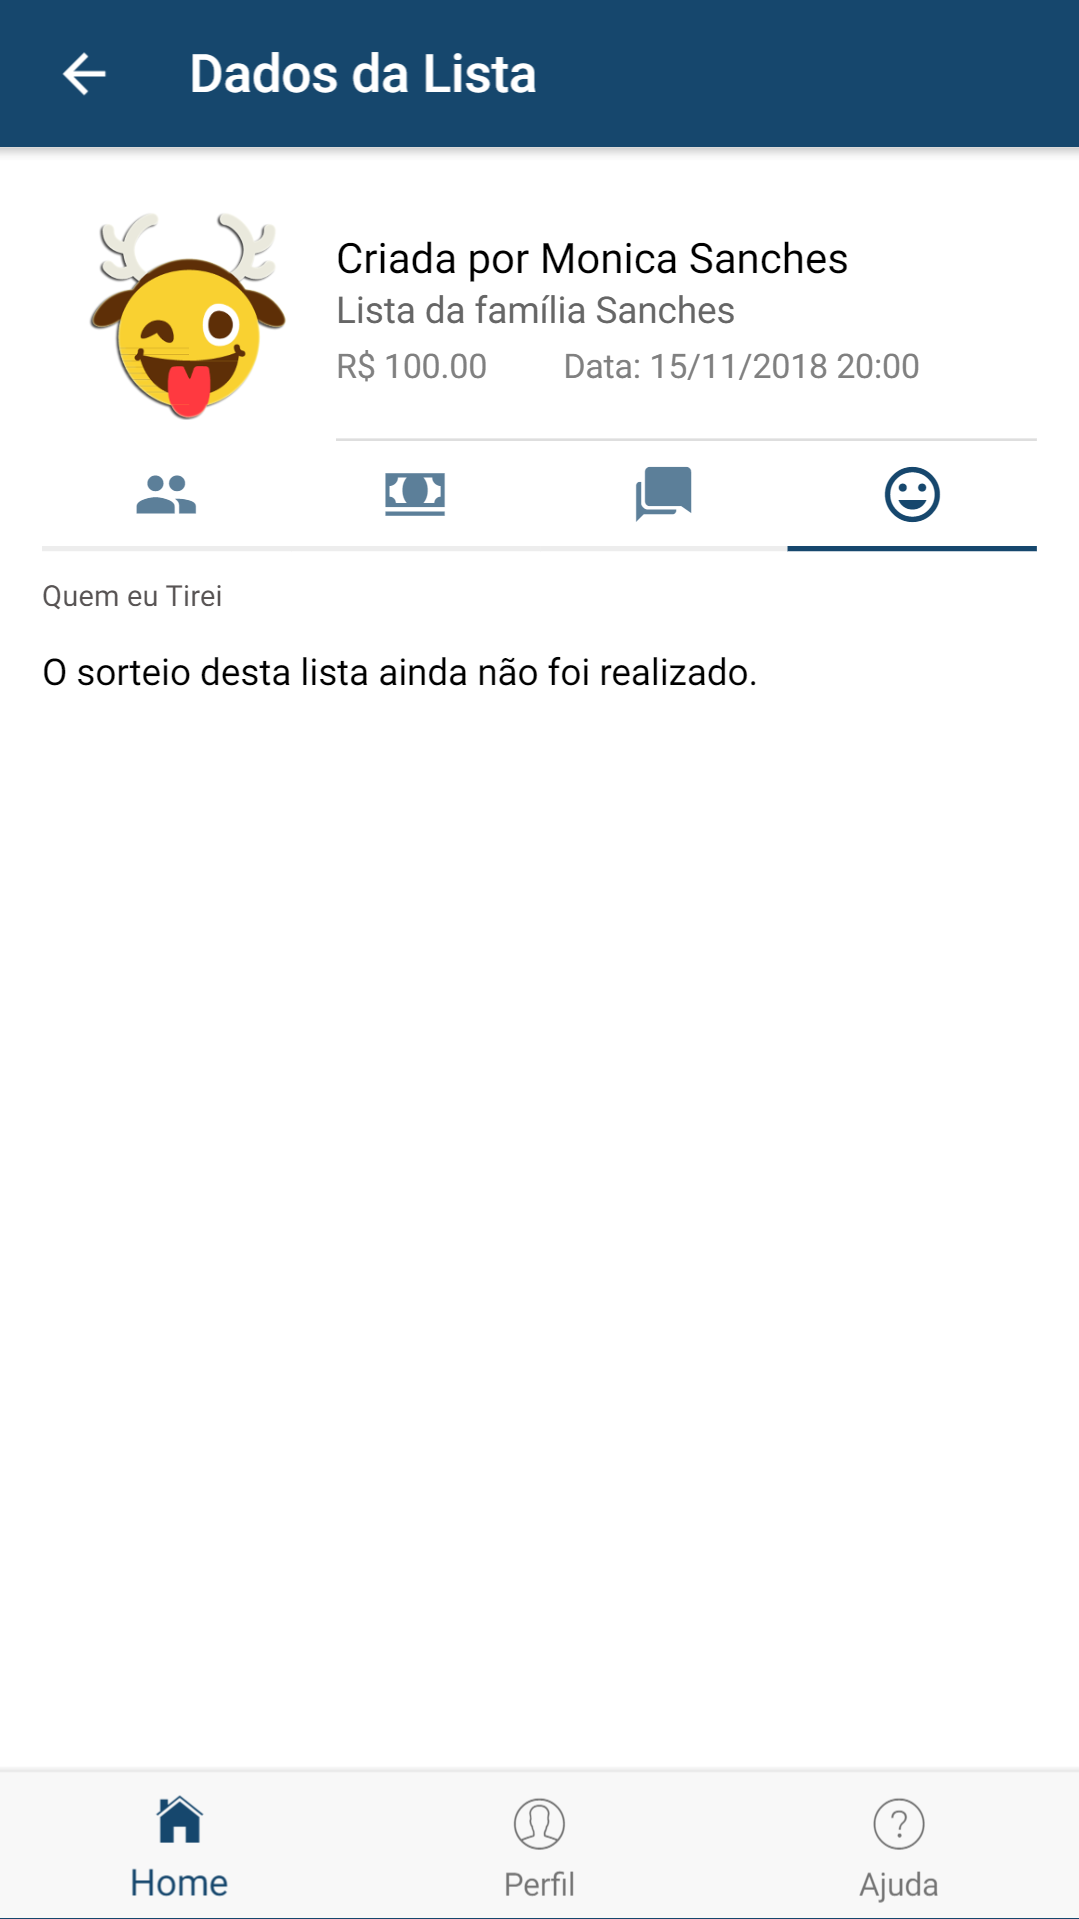 Dados da Lista
Criada por Monica Sanches
Lista da família Sanches
R$ 100.00 Data: 15/11/2018 20:00
Quem eu Tirei
O sorteio desta lista ainda não foi realizado.
Home Perfil Ajuda